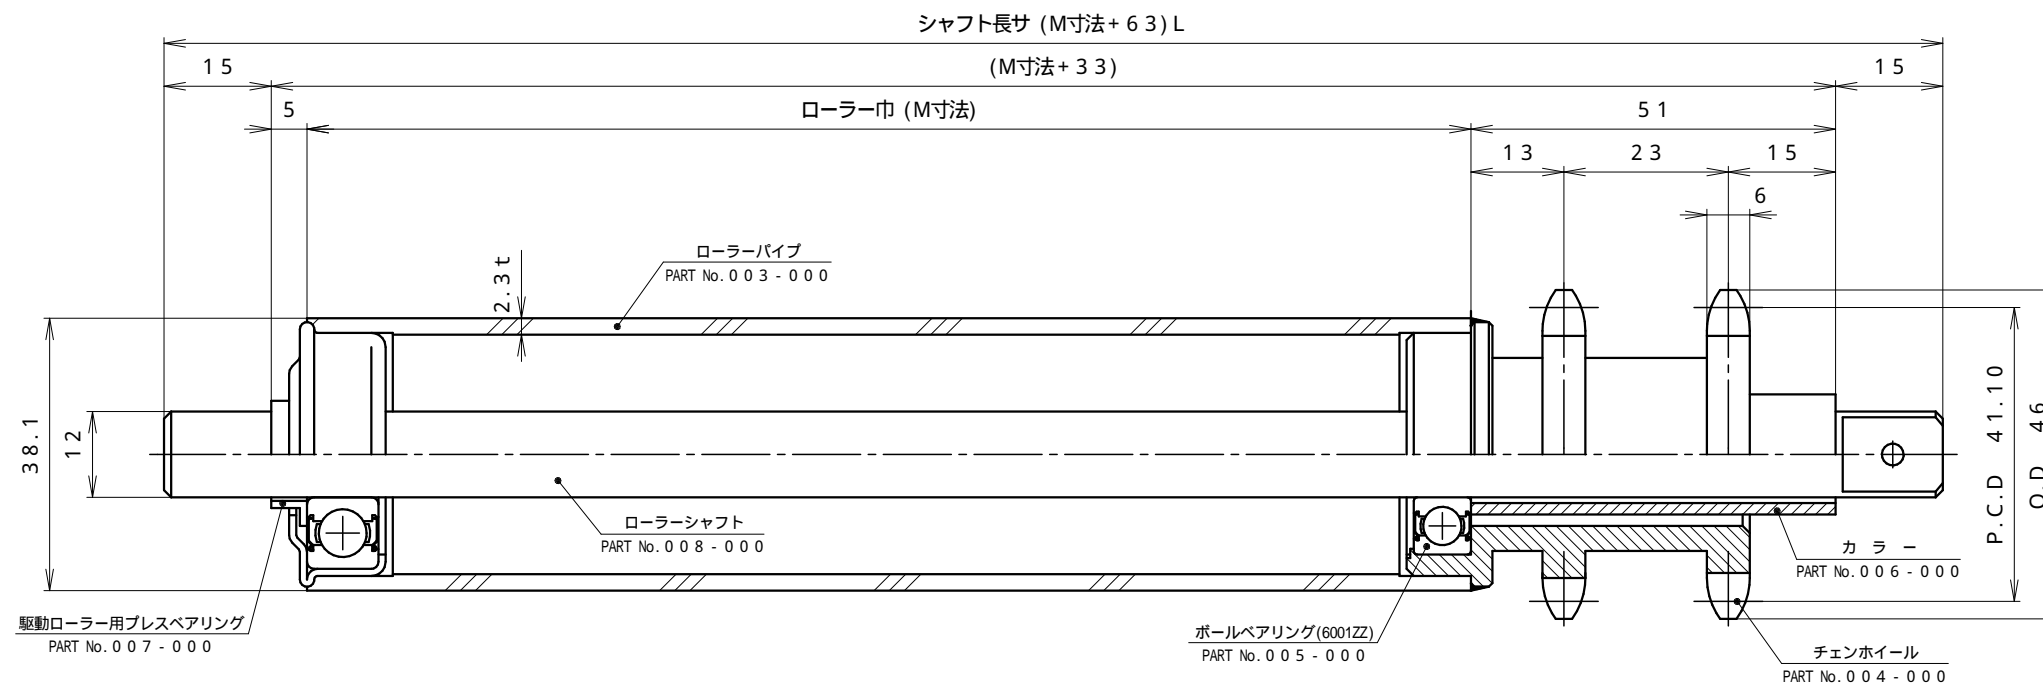 シャフト長サ (M寸法+63)L
15
(M寸法+33)
15
5
ローラー巾 (M寸法)
51
13
23
15
6
ローラーパイプ
PART No.003-000
2.3t
38.1
12
P.C.D 41.10
O.D 46
ローラーシャフト
PART No.008-000
カ ラ ー
PART No.006-000
駆動ローラー用プレスベアリング
PART No.007-000
ボールベアリング(6001ZZ)
PART No.005-000
チェンホイール
PART No.004-000